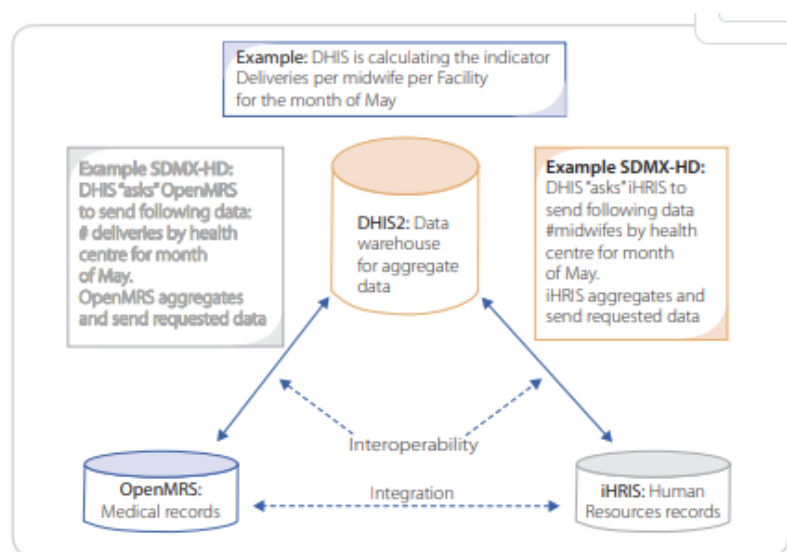 Example: DHIS is calculating the indicator
Deliveries per midwife per Facility
for the month of May
Example SDMX-HD:
DHIS "asks" OpenMRS
to send following data:
# deliveries by health
centre for month
of May.
OpenMRS aggregates
and send requested data
DHIS2: Data
warehouse
for aggregate
data
Example SDMX-HD:
DHIS "asks" iHRIS to
send following data
#midwifes by health
centre for month
of May.
iHRIS aggregates and
send requested data
Interoperability
OpenMRS:
Medical records
Integration
iHRIS: Human
Resources records